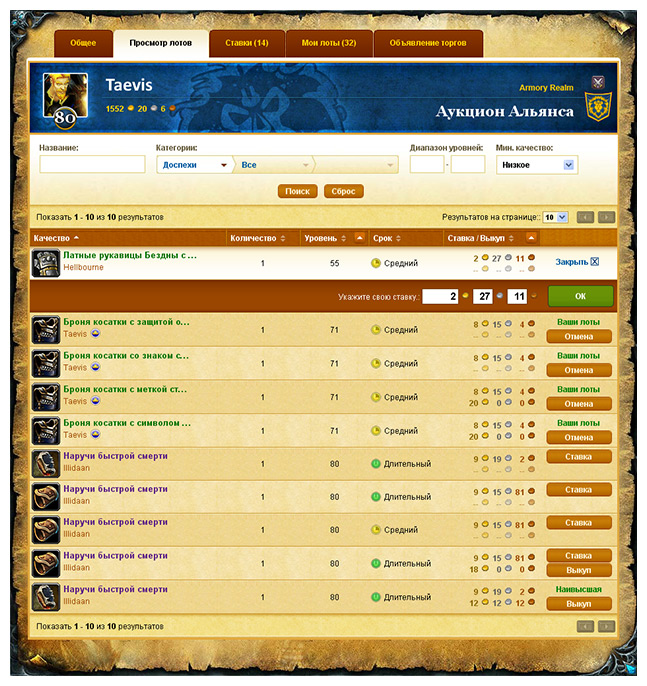 Общее Просмотр лотов Ставки (14) Мои лоты (32) Объявление торгов
Taevis
Armory Realm
1552 20 6
80
Аукцион Альянса
Название: Категории: Диапазон уровней: Мин. качество:
Доспехи Все - Низкое
Поиск Сброс
Показать 1 - 10 из 10 результатов Результатов на странице:: 10
Качество Количество Уровень Срок Ставка / Выкуп
Латные рукавицы Бездны с ... 1 55 Средний 2 27 11 Закрыть
Hellbourne ... ... ...
Укажите свою ставку.: 2 27 11 ОК
Броня косатки с защитой о... 1 71 Средний 8 15 4 Ваши лоты
Taevis ... ... ... Отмена
Броня косатки со знаком с... 1 71 Средний 8 15 4 Ваши лоты
Taevis ... ... ... Отмена
Броня косатки с меткой ст... 1 71 Средний 8 15 4 Ваши лоты
Taevis 20 0 0 Отмена
Броня косатки с символом ... 1 71 Средний 8 15 4 Ваши лоты
Taevis 20 0 0 Отмена
Наручи быстрой смерти 1 80 Длительный 9 19 2 Ставка
Illidaan ... ... ...
Наручи быстрой смерти 1 80 Длительный 9 15 81 Ставка
Illidaan ... ... ...
Наручи быстрой смерти 1 80 Средний 9 15 81 Ставка
Illidaan ... ... ...
Наручи быстрой смерти 1 80 Длительный 9 15 81 Ставка
Illidaan 18 0 0 Выкуп
Наручи быстрой смерти 1 80 Длительный 9 19 2 Наивысшая
Illidaan 12 12 12 Выкуп
Показать 1 - 10 из 10 результатов